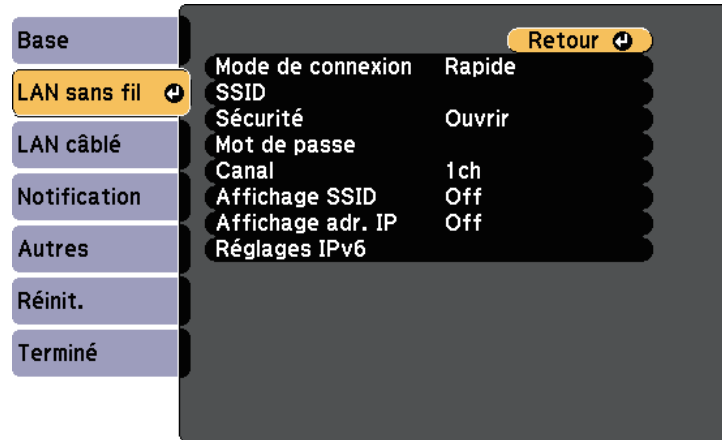 Base
LAN sans fil
LAN câblé
Notification
Autres
Réinit.
Terminé
Retour
Mode de connexion Rapide
SSID
Sécurité Ouvrir
Mot de passe
Canal 1ch
Affichage SSID Off
Affichage adr. IP Off
Réglages IPv6